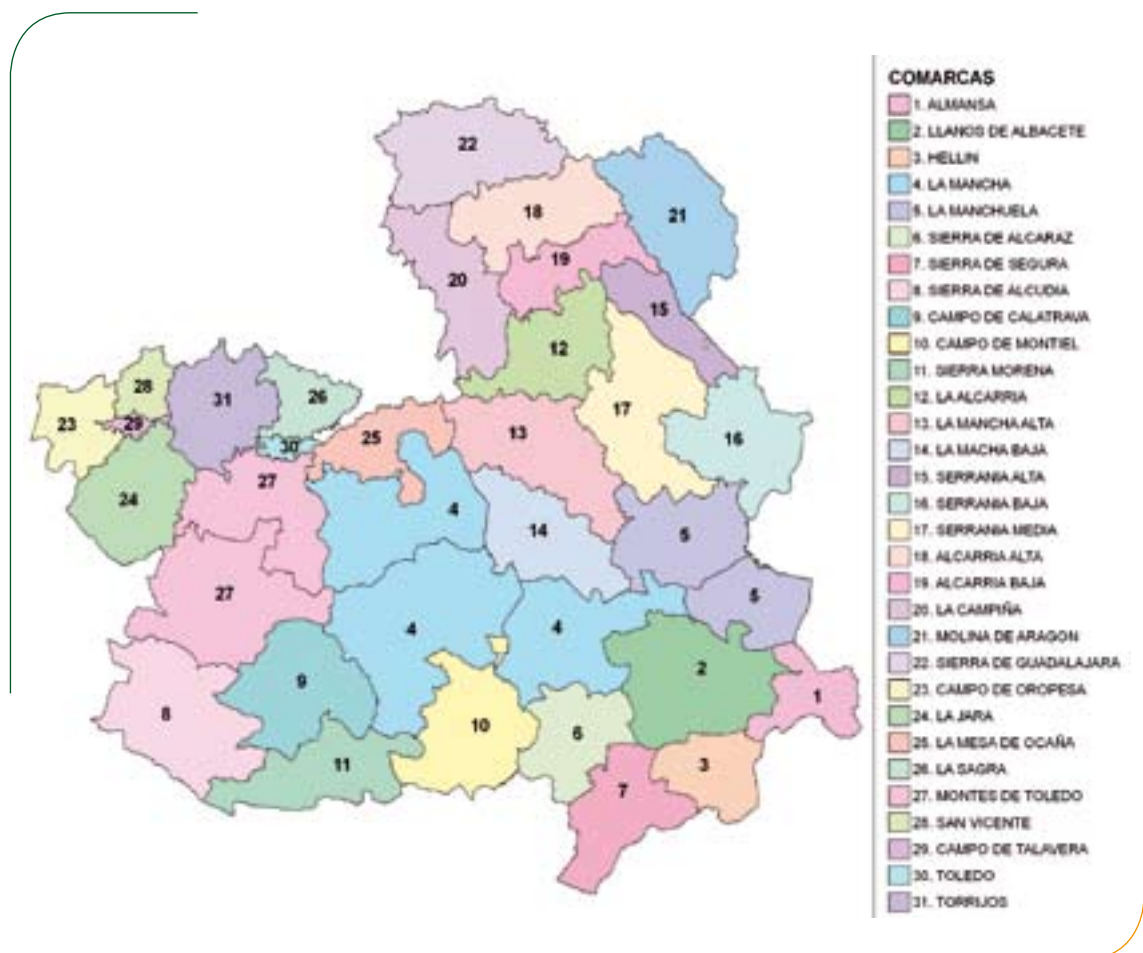 COMARCAS
1. ALMANSA
2. LLANOS DE ALBACETE
3. HELLIN
4. LA MANCHA
5. LA MANCHUELA
6. SIERRA DE ALCARAZ
7. SIERRA DE SEGURA
8. SIERRA DE ALCUDIA
9. CAMPO DE CALATRAVA
10. CAMPO DE MONTIEL
11. SIERRA MORENA
12. LA ALCARRIA
13. LA MANCHA ALTA
14. LA MACHA BAJA
15. SERRANIA ALTA
16. SERRANIA BAJA
17. SERRANIA MEDIA
18. ALCARRIA ALTA
19. ALCARRIA BAJA
20. LA CAMPIÑA
21. MOLINA DE ARAGON
22. SIERRA DE GUADALAJARA
23. CAMPO DE OROPESA
24. LA JARA
25. LA MESA DE OCAÑA
26. LA SAGRA
27. MONTES DE TOLEDO
28. SAN VICENTE
29. CAMPO DE TALAVERA
30. TOLEDO
31. TORRIJOS
22
18
21
19
20
15
12
28
31
26
23
29
17
25
13
16
30
27
24
4
14
5
27
5
4
4
2
9
1
8
10
6
11
3
7